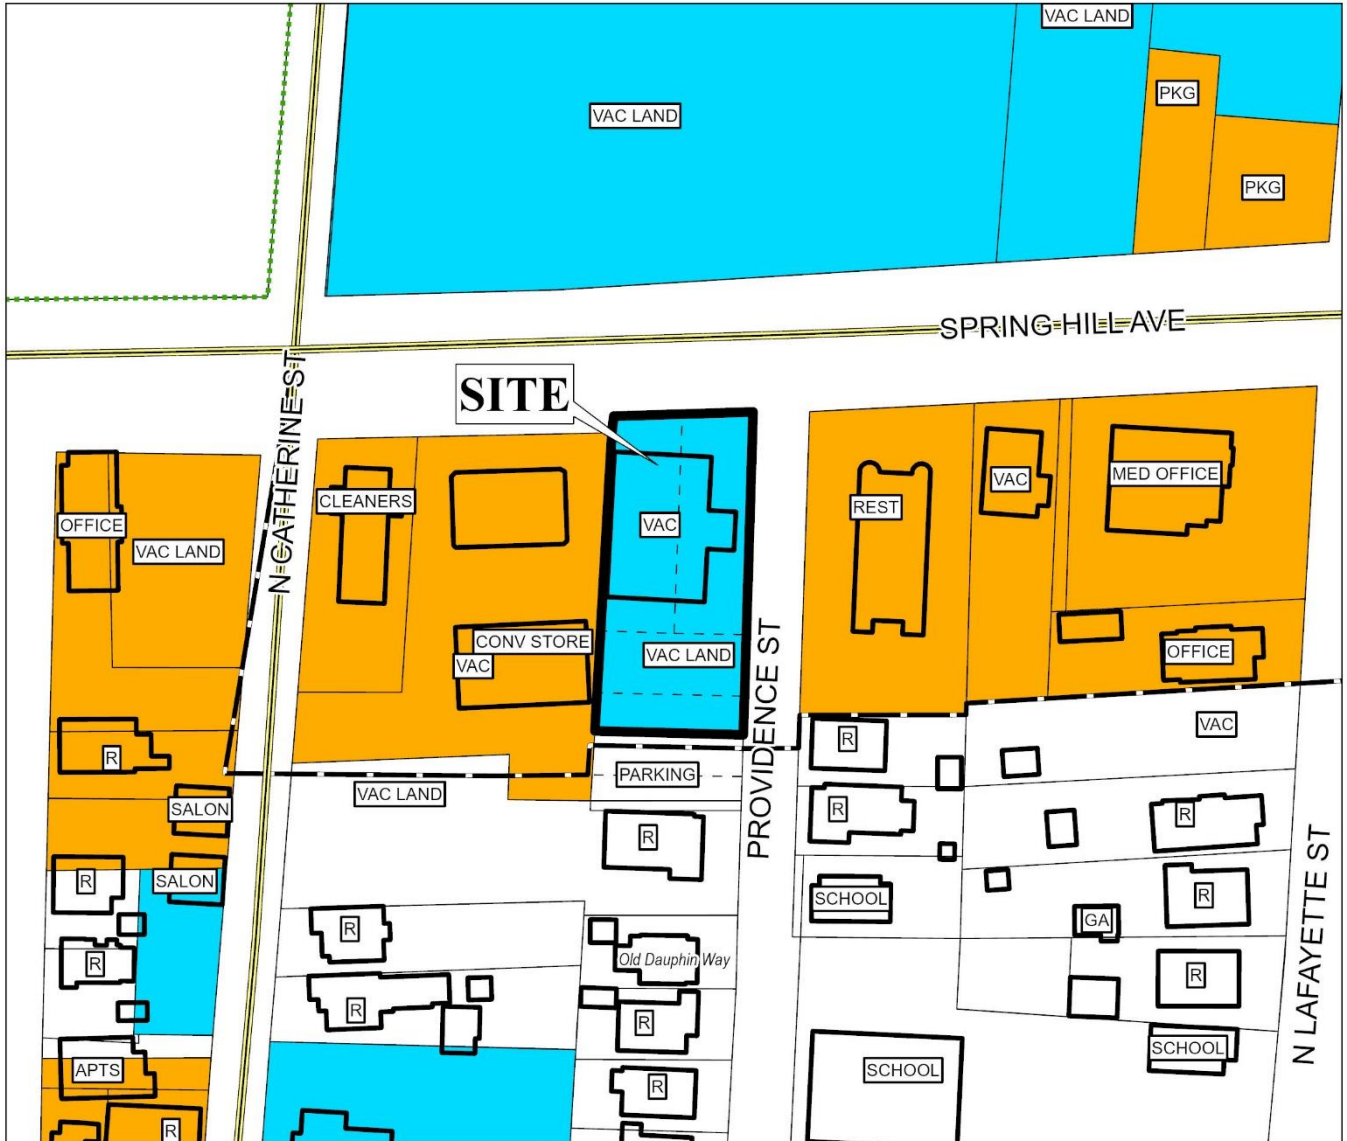 VAC LAND
VAC LAND
PKG
PKG
SPRING HILL AVE
N CATHERINE ST
SITE
OFFICE
VAC LAND
CLEANERS
VAC
REST
VAC
MED OFFICE
CONV STORE
VAC
VAC LAND
PROVIDENCE ST
OFFICE
R
SALON
VAC LAND
PARKING
R
VAC
R
R
R
R
SALON
SCHOOL
R
GA
R
R
Old Dauphin Way
R
R
R
N LAFAYETTE ST
APTS
R
SCHOOL
SCHOOL
R